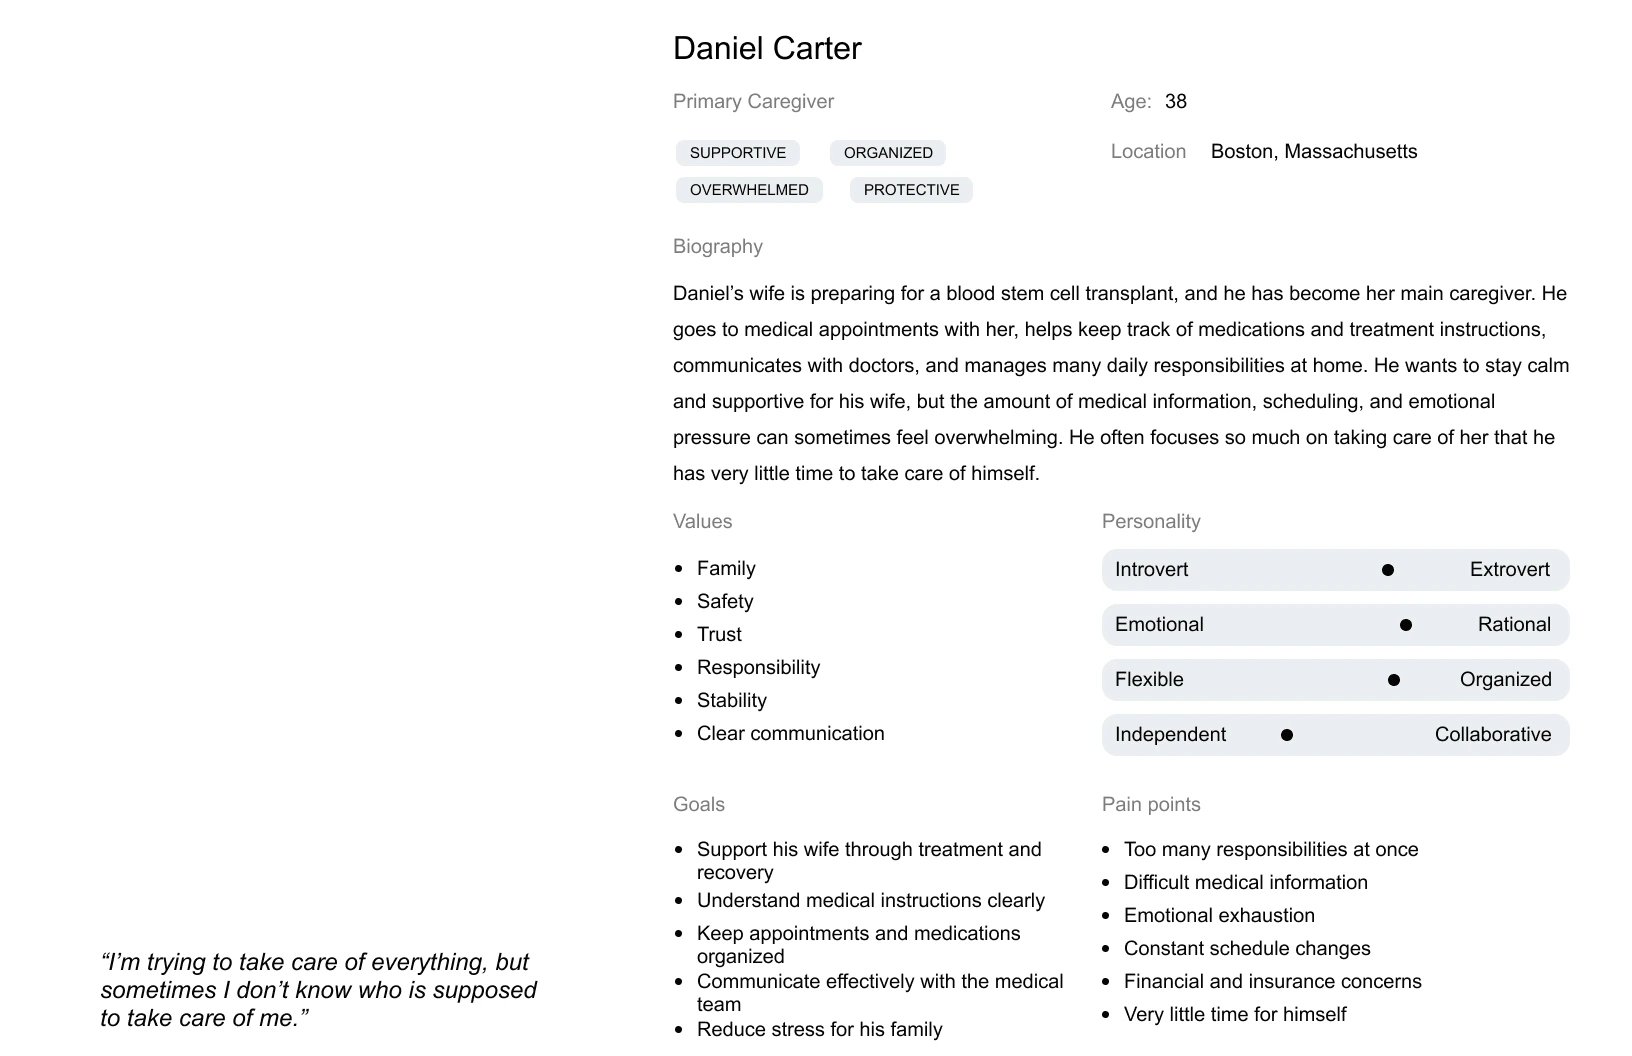 Daniel Carter
Primary Caregiver
Age: 38
SUPPORTIVE ORGANIZED
Location Boston, Massachusetts
OVERWHELMED PROTECTIVE
Biography
Daniel’s wife is preparing for a blood stem cell transplant, and he has become her main caregiver. He
goes to medical appointments with her, helps keep track of medications and treatment instructions,
communicates with doctors, and manages many daily responsibilities at home. He wants to stay calm
and supportive for his wife, but the amount of medical information, scheduling, and emotional
pressure can sometimes feel overwhelming. He often focuses so much on taking care of her that he
has very little time to take care of himself.
Values
• Family
• Safety
• Trust
• Responsibility
• Stability
• Clear communication
Personality
Introvert Extrovert
Emotional Rational
Flexible Organized
Independent Collaborative
Goals
• Support his wife through treatment and
recovery
• Understand medical instructions clearly
• Keep appointments and medications
organized
• Communicate effectively with the medical
team
• Reduce stress for his family
Pain points
• Too many responsibilities at once
• Difficult medical information
• Emotional exhaustion
• Constant schedule changes
• Financial and insurance concerns
• Very little time for himself
“I’m trying to take care of everything, but
sometimes I don’t know who is supposed
to take care of me.”